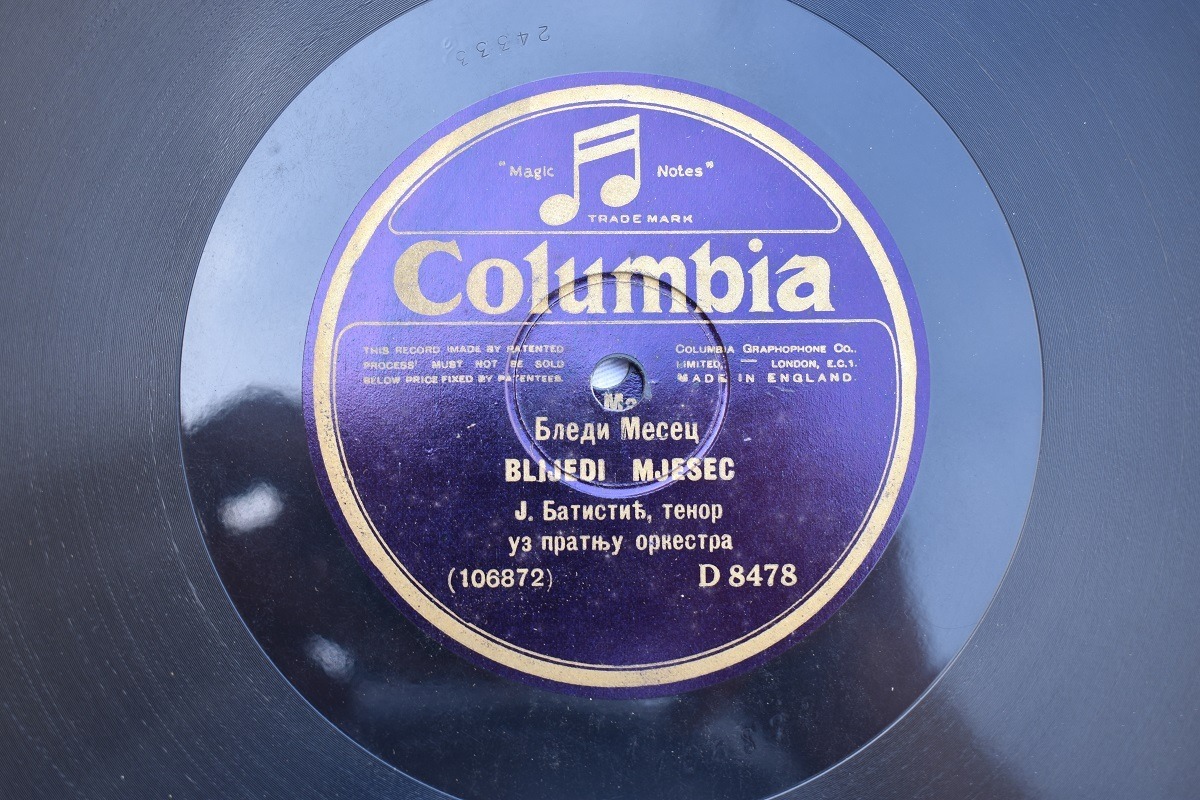 24333
"Magic Notes"
TRADE MARK
Columbia
THIS RECORD (MADE BY PATENTED
PROCESS) MUST NOT BE SOLD
BELOW PRICE FIXED BY PATENTEES.
COLUMBIA GRAPHOPHONE CO.,
LIMITED, — LONDON, E.C.1.
MADE IN ENGLAND.
Бледи Месец
BLIJEDI MJESEC
Ј. Батистић, тенор
уз пратњу оркестра
(106872) D 8478